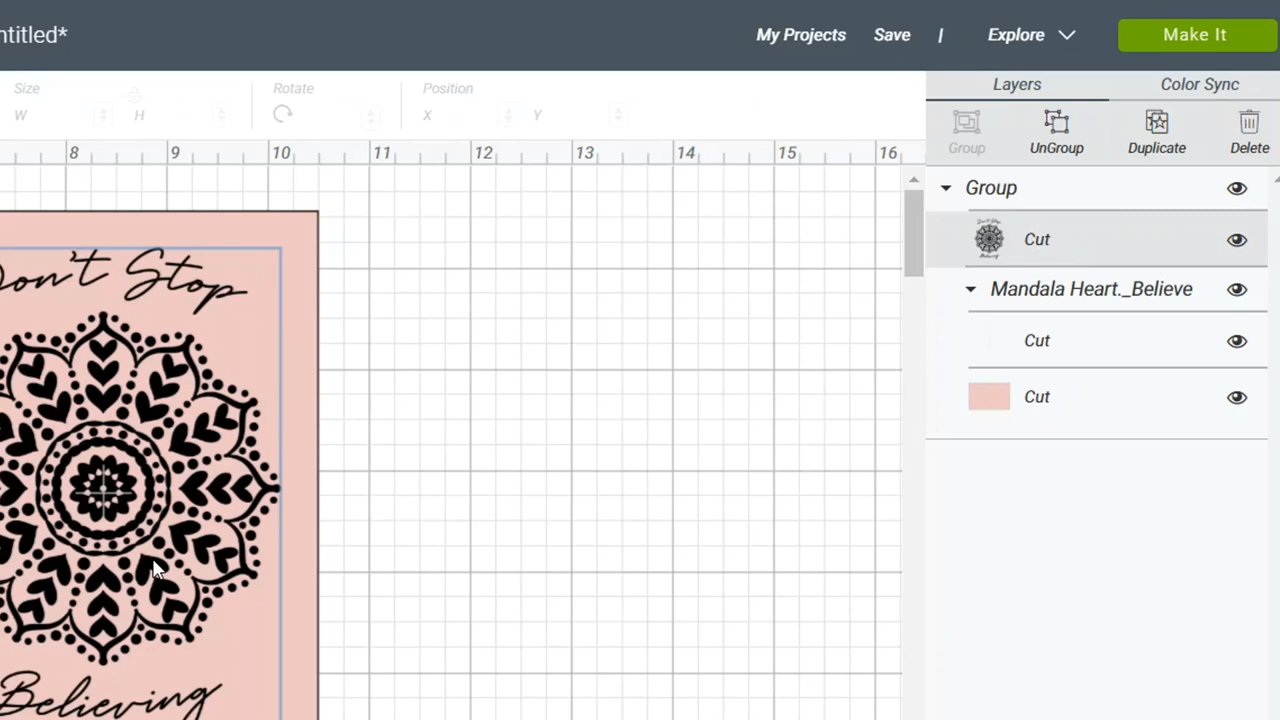 ntitled*
My Projects Save | Explore Make It
Size Rotate Position
W H X Y
Layers Color Sync
Group UnGroup Duplicate Delete
8 9 10 11 12 13 14 15 16
Group
Cut
Mandala Heart._Believe
Cut
Cut
Don't Stop
Believing